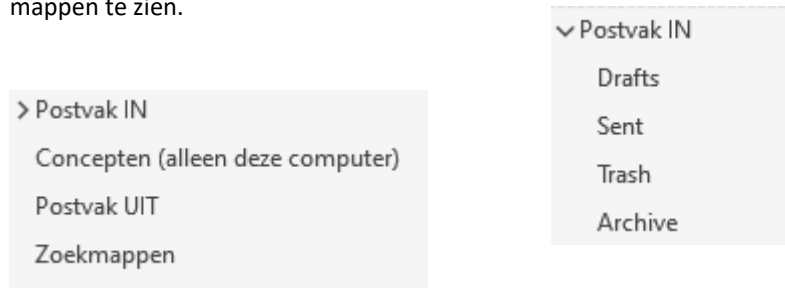 mappen te zien.
Postvak IN
Concepten (alleen deze computer)
Postvak UIT
Zoekmappen
Postvak IN
Drafts
Sent
Trash
Archive